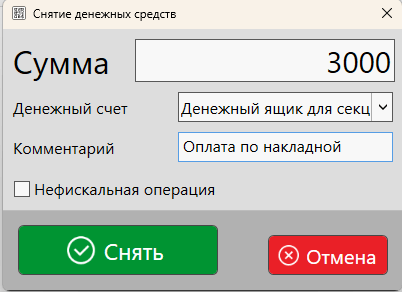 Снятие денежных средств
Сумма 3000
Денежный счет Денежный ящик для секц
Комментарий Оплата по накладной
Нефискальная операция
Снять Отмена